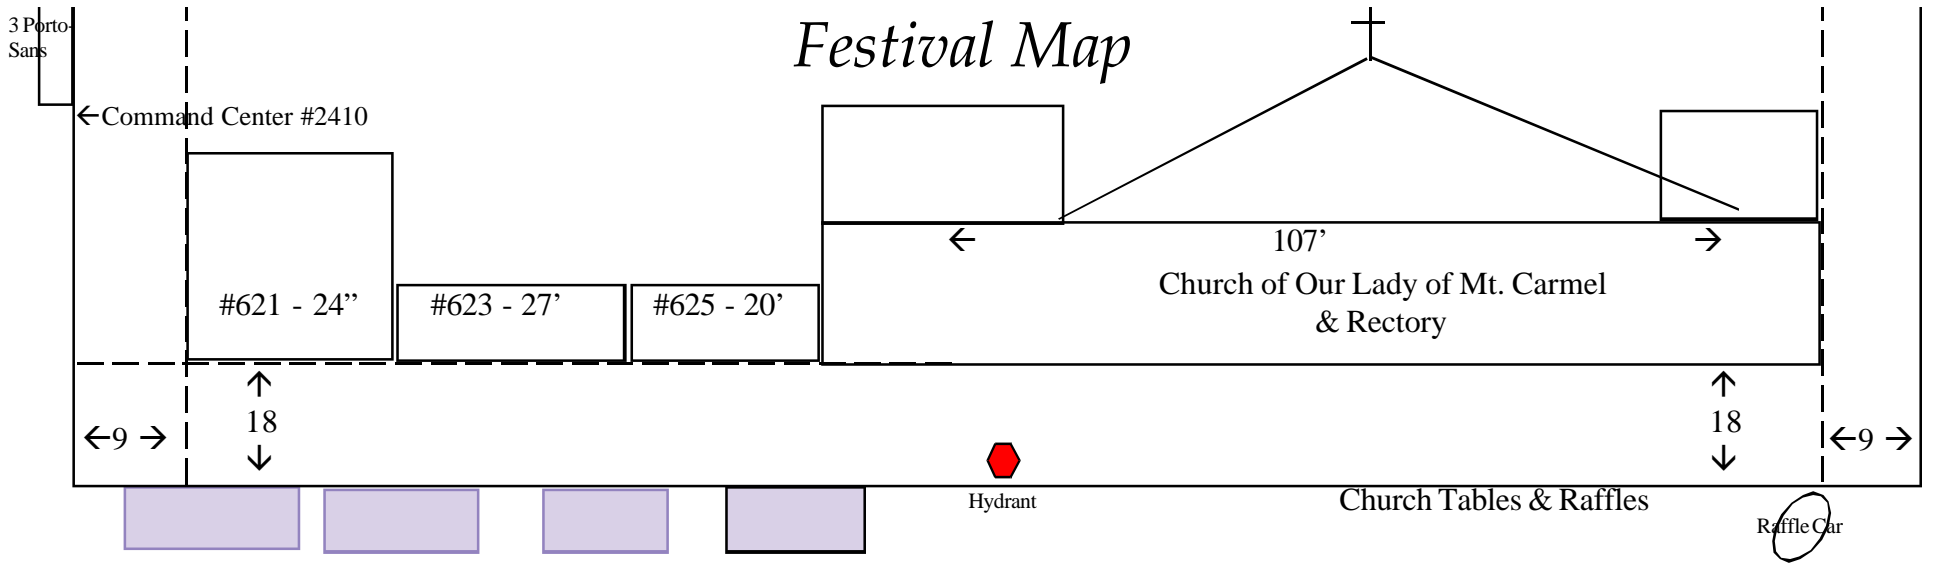 3 Porto-
Sans
Festival Map
←Command Center #2410
#621 - 24”
#623 - 27’
#625 - 20’
← 107’ →
Church of Our Lady of Mt. Carmel
& Rectory
18
18
←9 →
←9 →
Hydrant
Church Tables & Raffles
Raffle Car